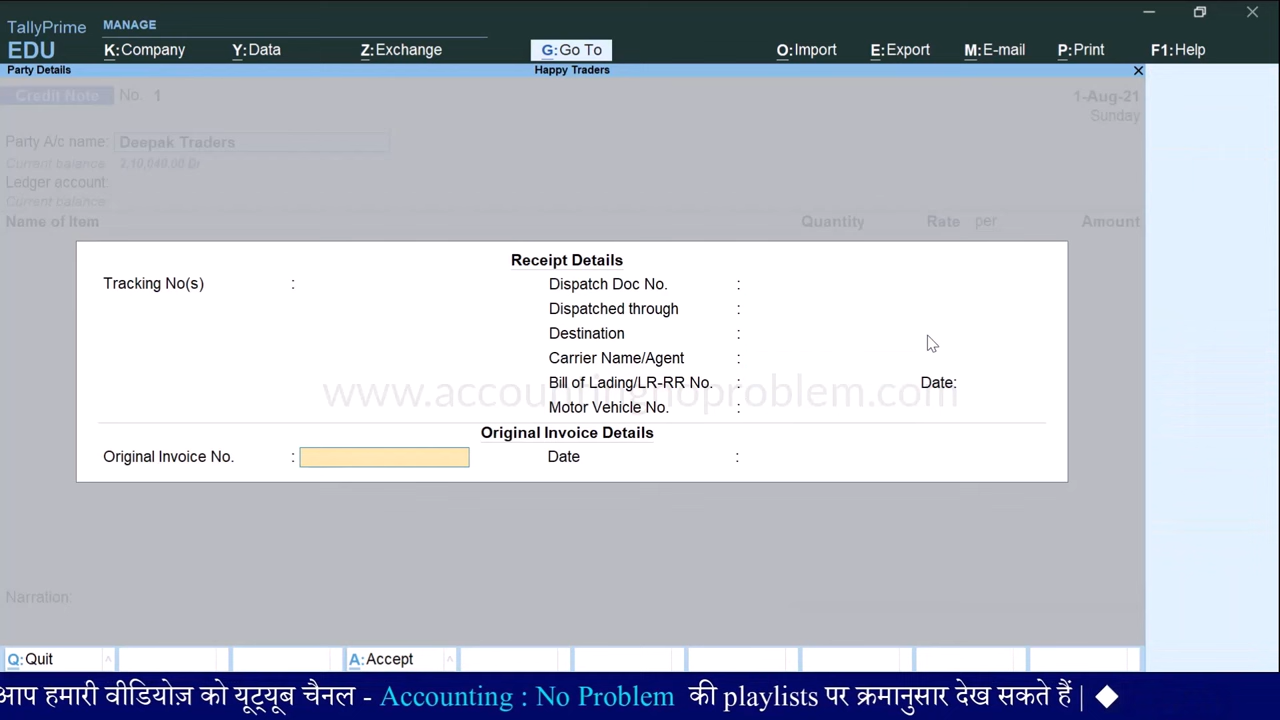 TallyPrime
EDU
MANAGE
K:Company Y:Data Z:Exchange G:Go To O:Import E:Export M:E-mail P:Print F1:Help
Party Details Happy Traders
Credit Note No. 1 1-Aug-21
Sunday
Party A/c name: Deepak Traders
Current balance: 2,10,040.00 Dr
Ledger account:
Current balance:
Name of Item Quantity Rate per Amount
Receipt Details
Tracking No(s) : Dispatch Doc No. :
Dispatched through :
Destination :
Carrier Name/Agent :
Bill of Lading/LR-RR No. : Date:
www.accountingnoproblem.com
Motor Vehicle No. :
Original Invoice Details
Original Invoice No. : Date :
Narration:
Q:Quit A:Accept
आप हमारी वीडियोज़ को यूट्यूब चैनल - Accounting : No Problem की playlists पर क्रमानुसार देख सकते हैं | ◆